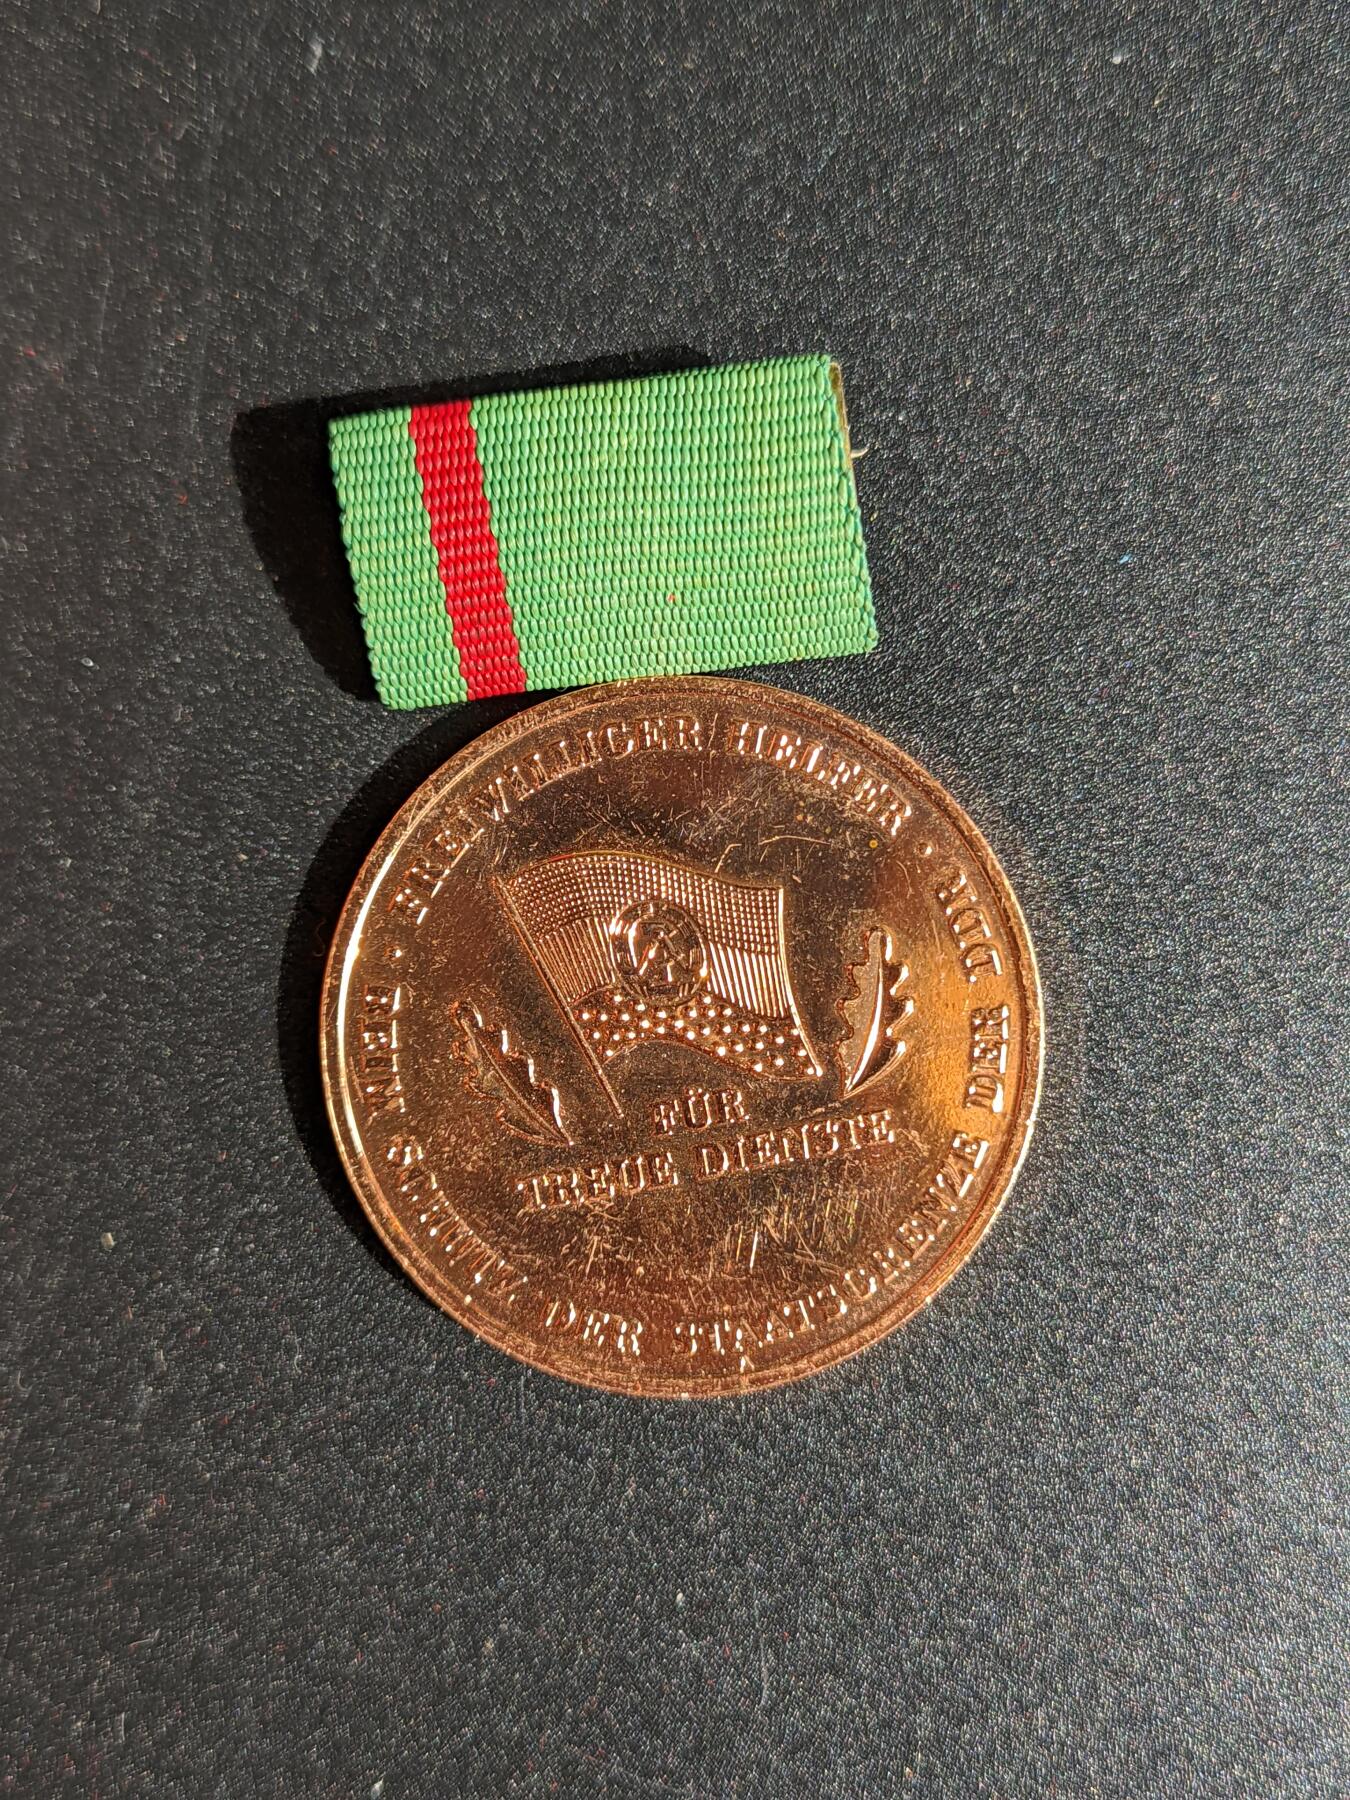 FREIWILLIGER HELFER
BEIM SCHUTZ DER STAATSGRENZE DER DDR
FÜR
TREUE DIENSTE